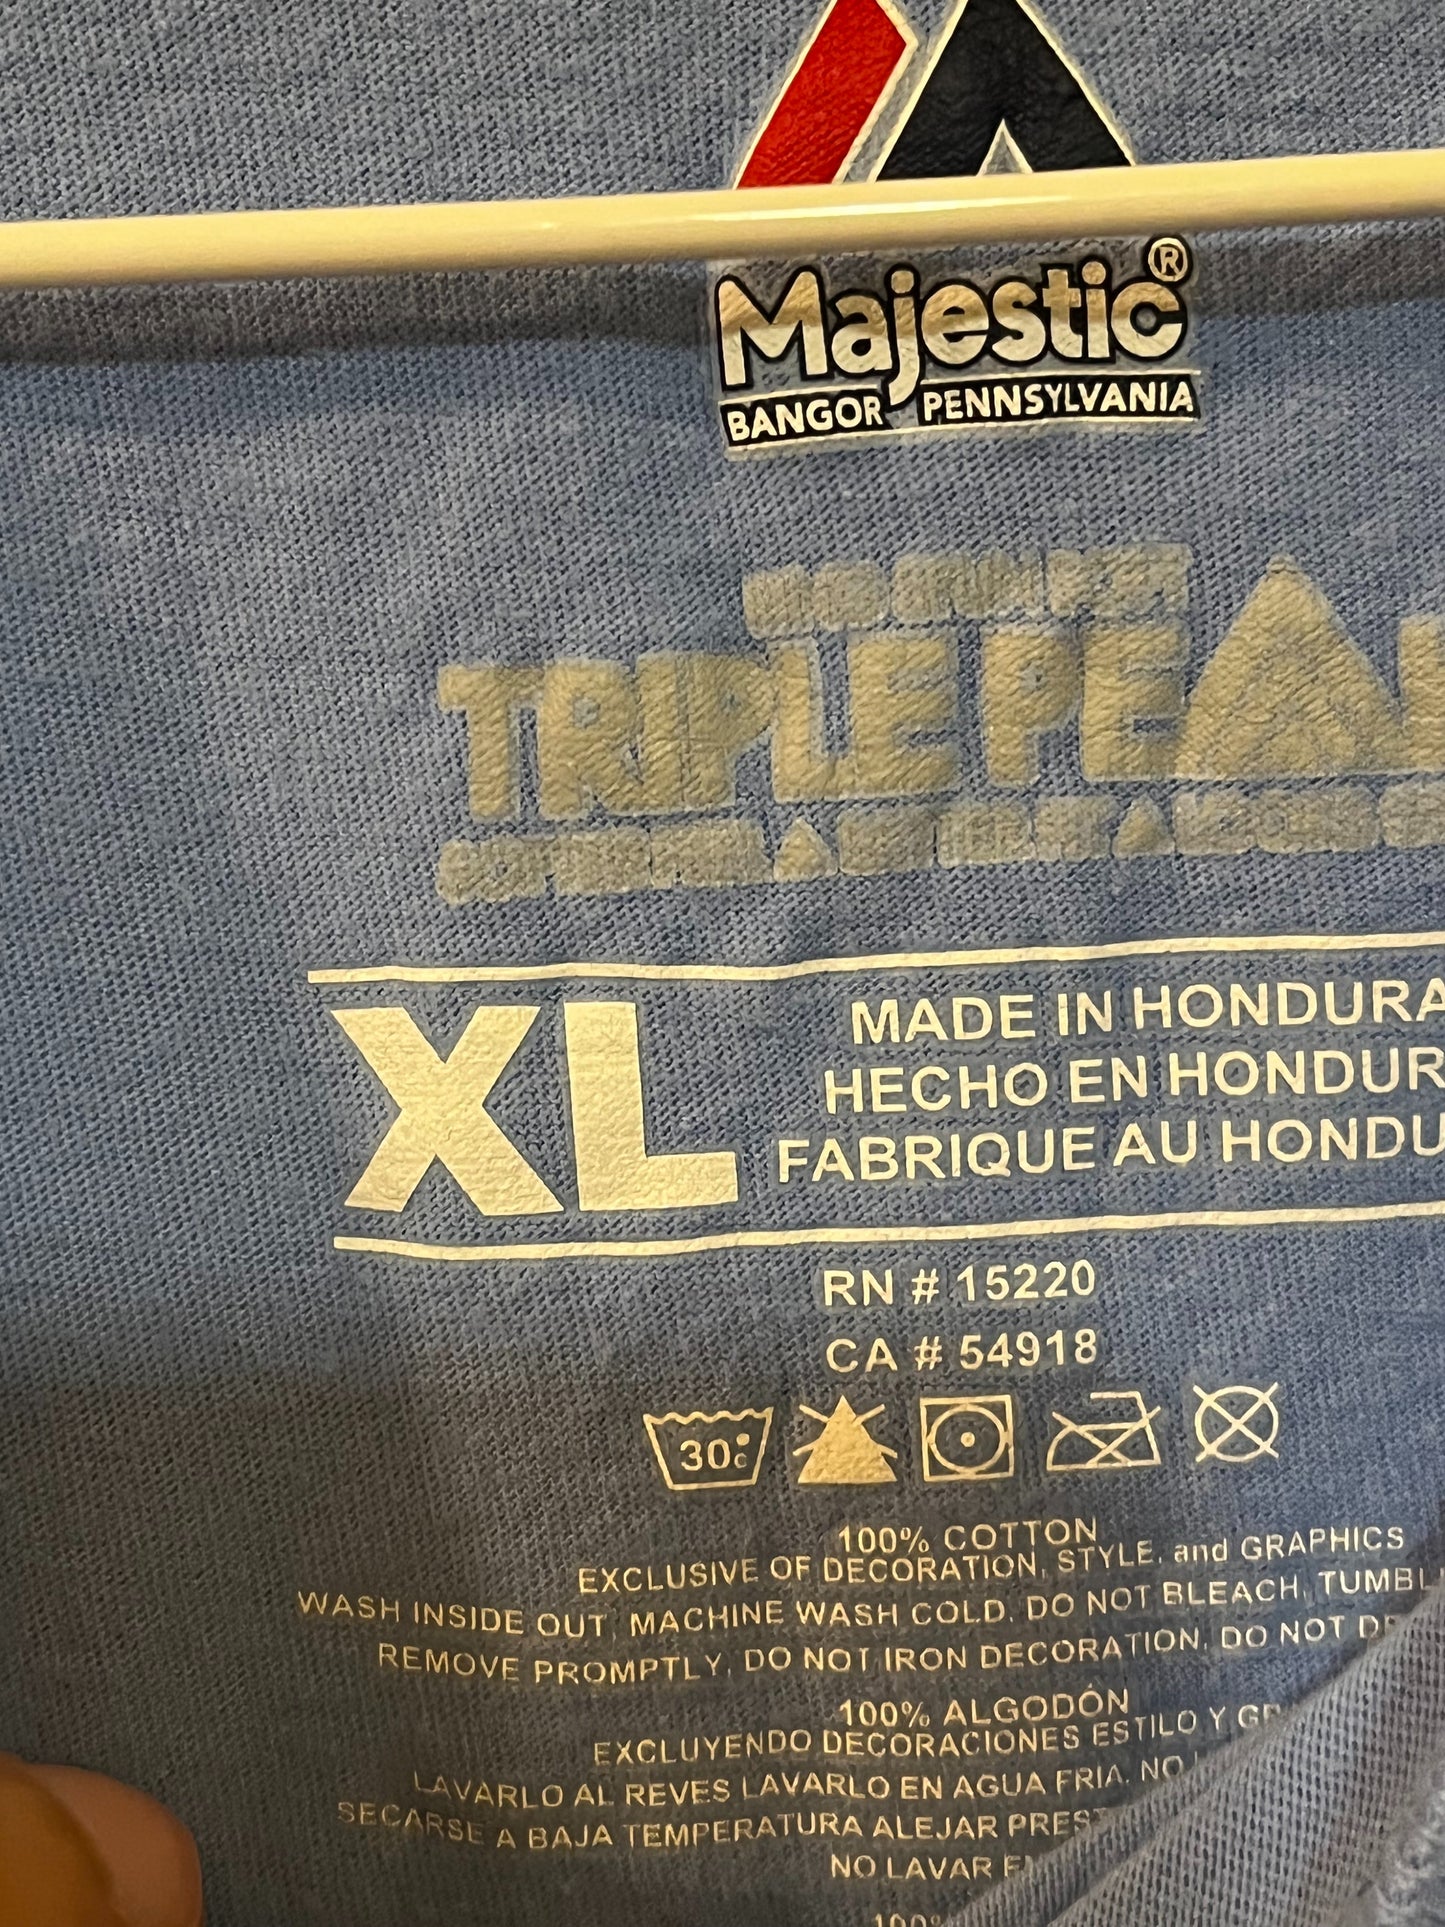 Majestic®
BANGOR PENNSYLVANIA
TRIPLE PEA
XL
MADE IN HONDURA
HECHO EN HONDUR
FABRIQUE AU HONDU
RN # 15220
CA # 54918
30°c
100% COTTON
EXCLUSIVE OF DECORATION, STYLE, and GRAPHICS
WASH INSIDE OUT, MACHINE WASH COLD, DO NOT BLEACH, TUMBL
REMOVE PROMPTLY, DO NOT IRON DECORATION, DO NOT D
100% ALGODÓN
EXCLUYENDO DECORACIONES ESTILO Y G
LAVARLO AL REVES LAVARLO EN AGUA FRIA. NO
SECARSE A BAJA TEMPERATURA ALEJAR PREST
NO LAVAR E
100%